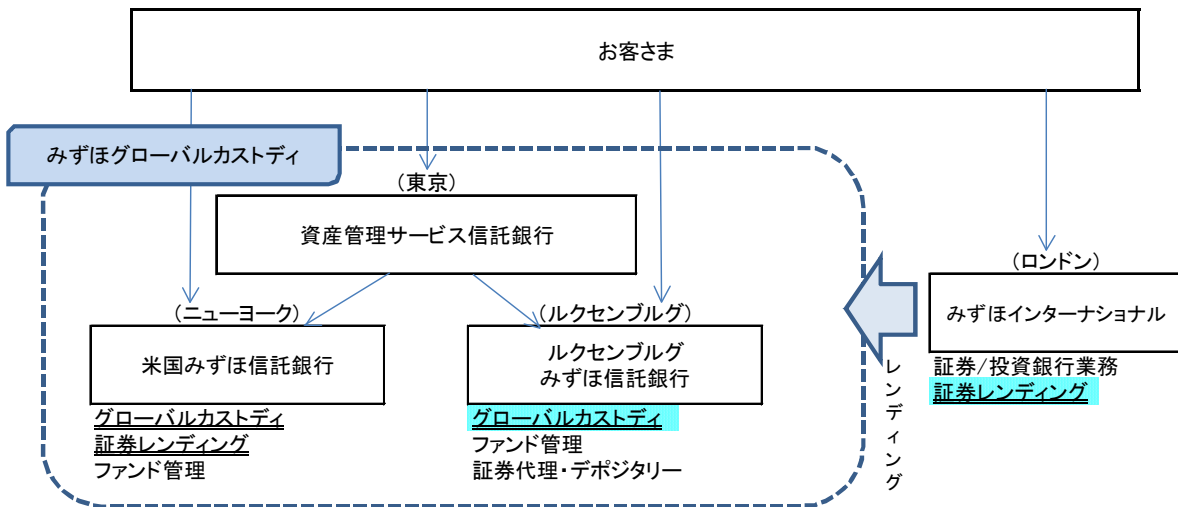 お客さま
みずほグローバルカストディ
(東京)
資産管理サービス信託銀行
(ロンドン)
みずほインターナショナル
証券/投資銀行業務
証券レンディング
(ニューヨーク)
米国みずほ信託銀行
グローバルカストディ
証券レンディング
ファンド管理
(ルクセンブルグ)
ルクセンブルグ
みずほ信託銀行
グローバルカストディ
ファンド管理
証券代理・デポジタリー
レンディング